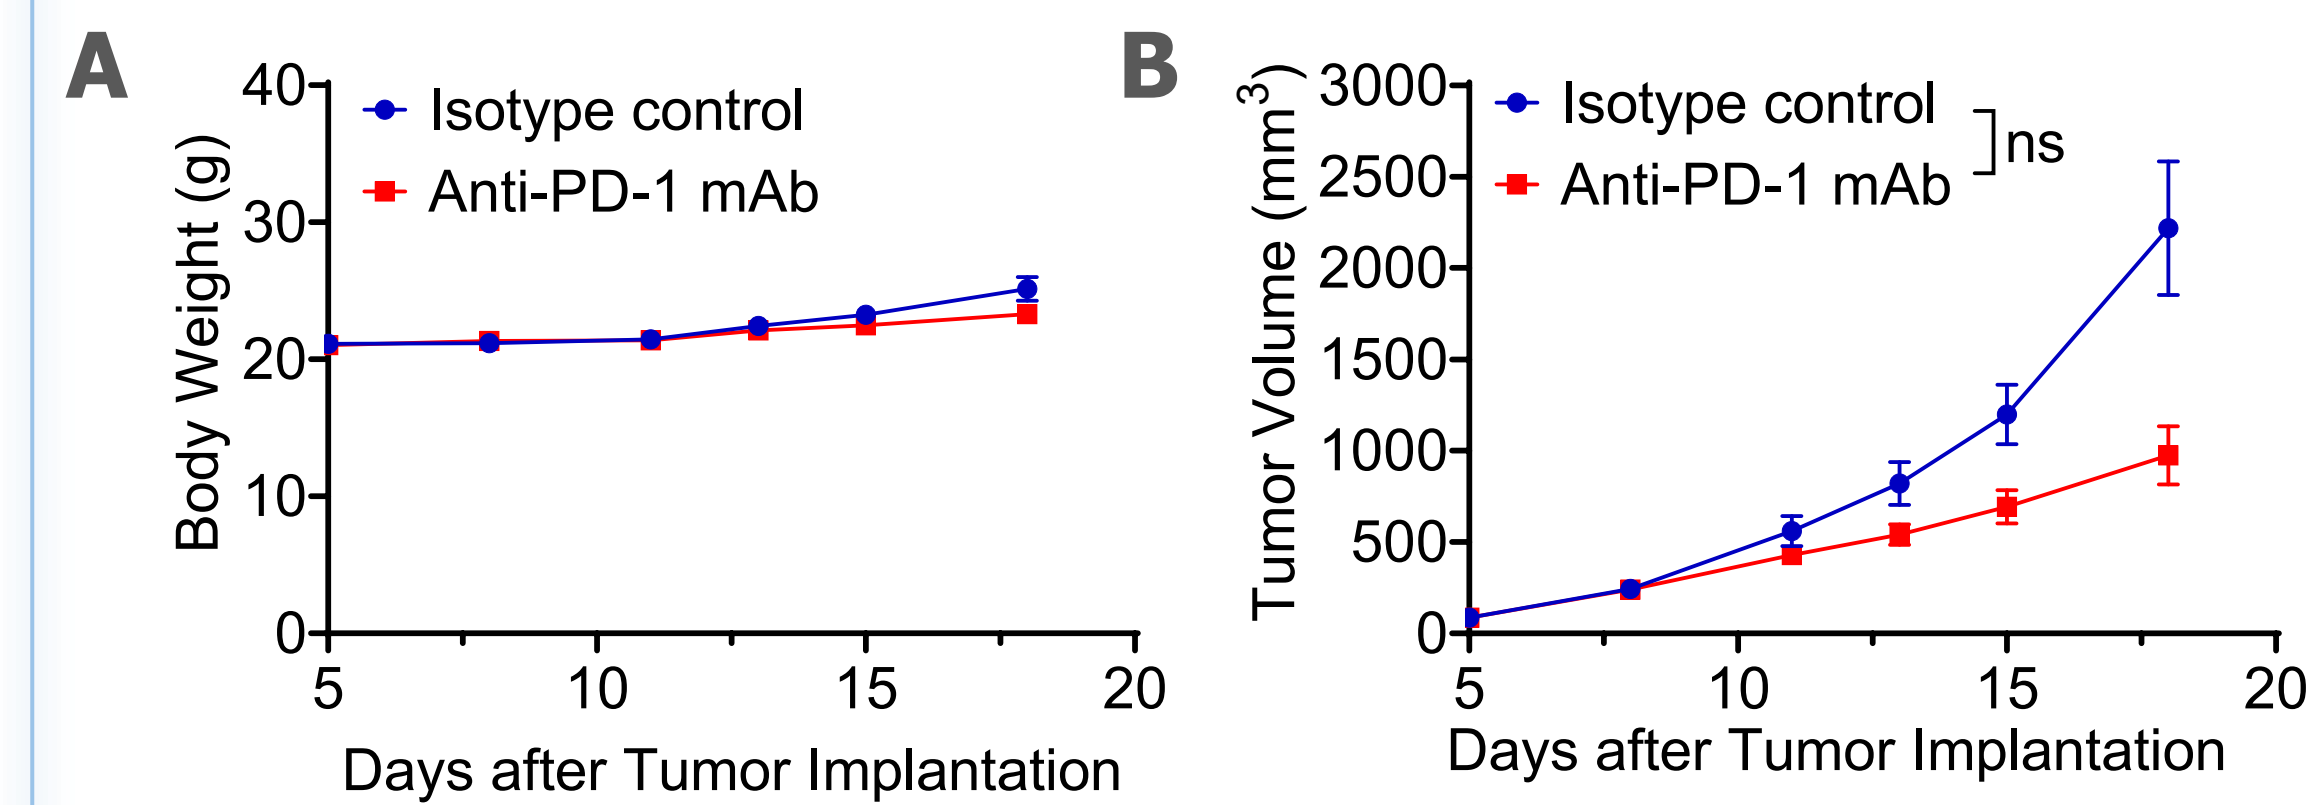 A
40
30
20
10
0
Body Weight (g)
Isotype control
Anti-PD-1 mAb
5 10 15 20
Days after Tumor Implantation
B
3000
2500
2000
1500
1000
500
0
Tumor Volume (mm³)
Isotype control
Anti-PD-1 mAb
ns
5 10 15 20
Days after Tumor Implantation